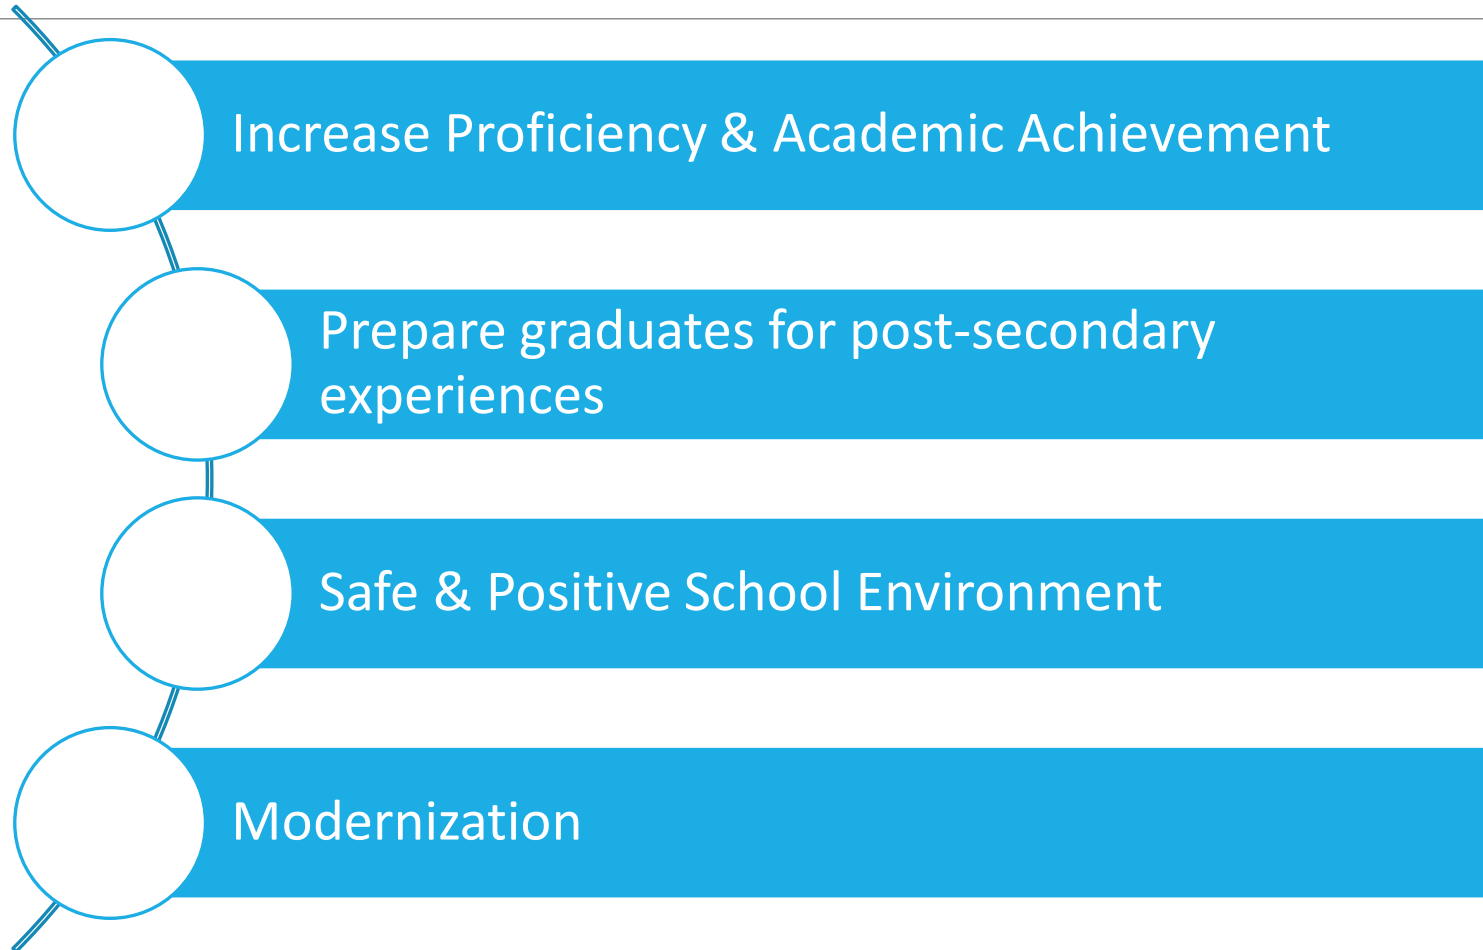 Increase Proficiency & Academic Achievement
Prepare graduates for post-secondary
experiences
Safe & Positive School Environment
Modernization